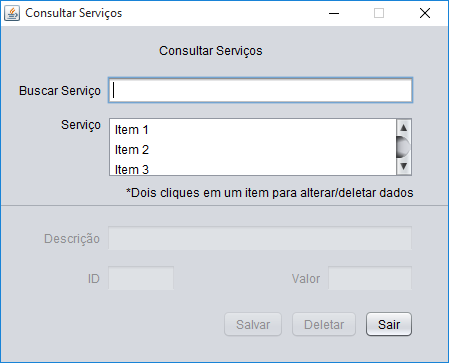 Consultar Serviços
Consultar Serviços
Buscar Serviço
Serviço
Item 1
Item 2
Item 3
*Dois cliques em um item para alterar/deletar dados
Descrição
ID Valor
Salvar Deletar Sair